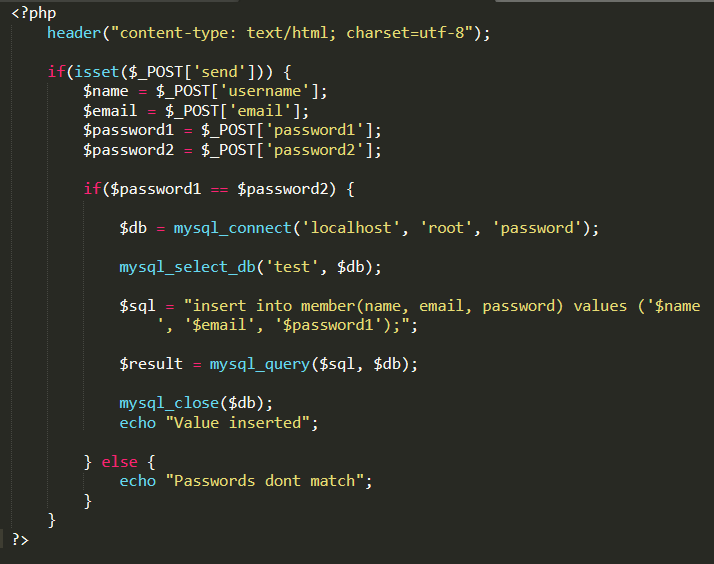 <?php
header("content-type: text/html; charset=utf-8");
if(isset($_POST['send'])) {
$name = $_POST['username'];
$email = $_POST['email'];
$password1 = $_POST['password1'];
$password2 = $_POST['password2'];
if($password1 == $password2) {
$db = mysql_connect('localhost', 'root', 'password');
mysql_select_db('test', $db);
$sql = "insert into member(name, email, password) values ('$name
', '$email', '$password1');";
$result = mysql_query($sql, $db);
mysql_close($db);
echo "Value inserted";
} else {
echo "Passwords dont match";
}
}
?>